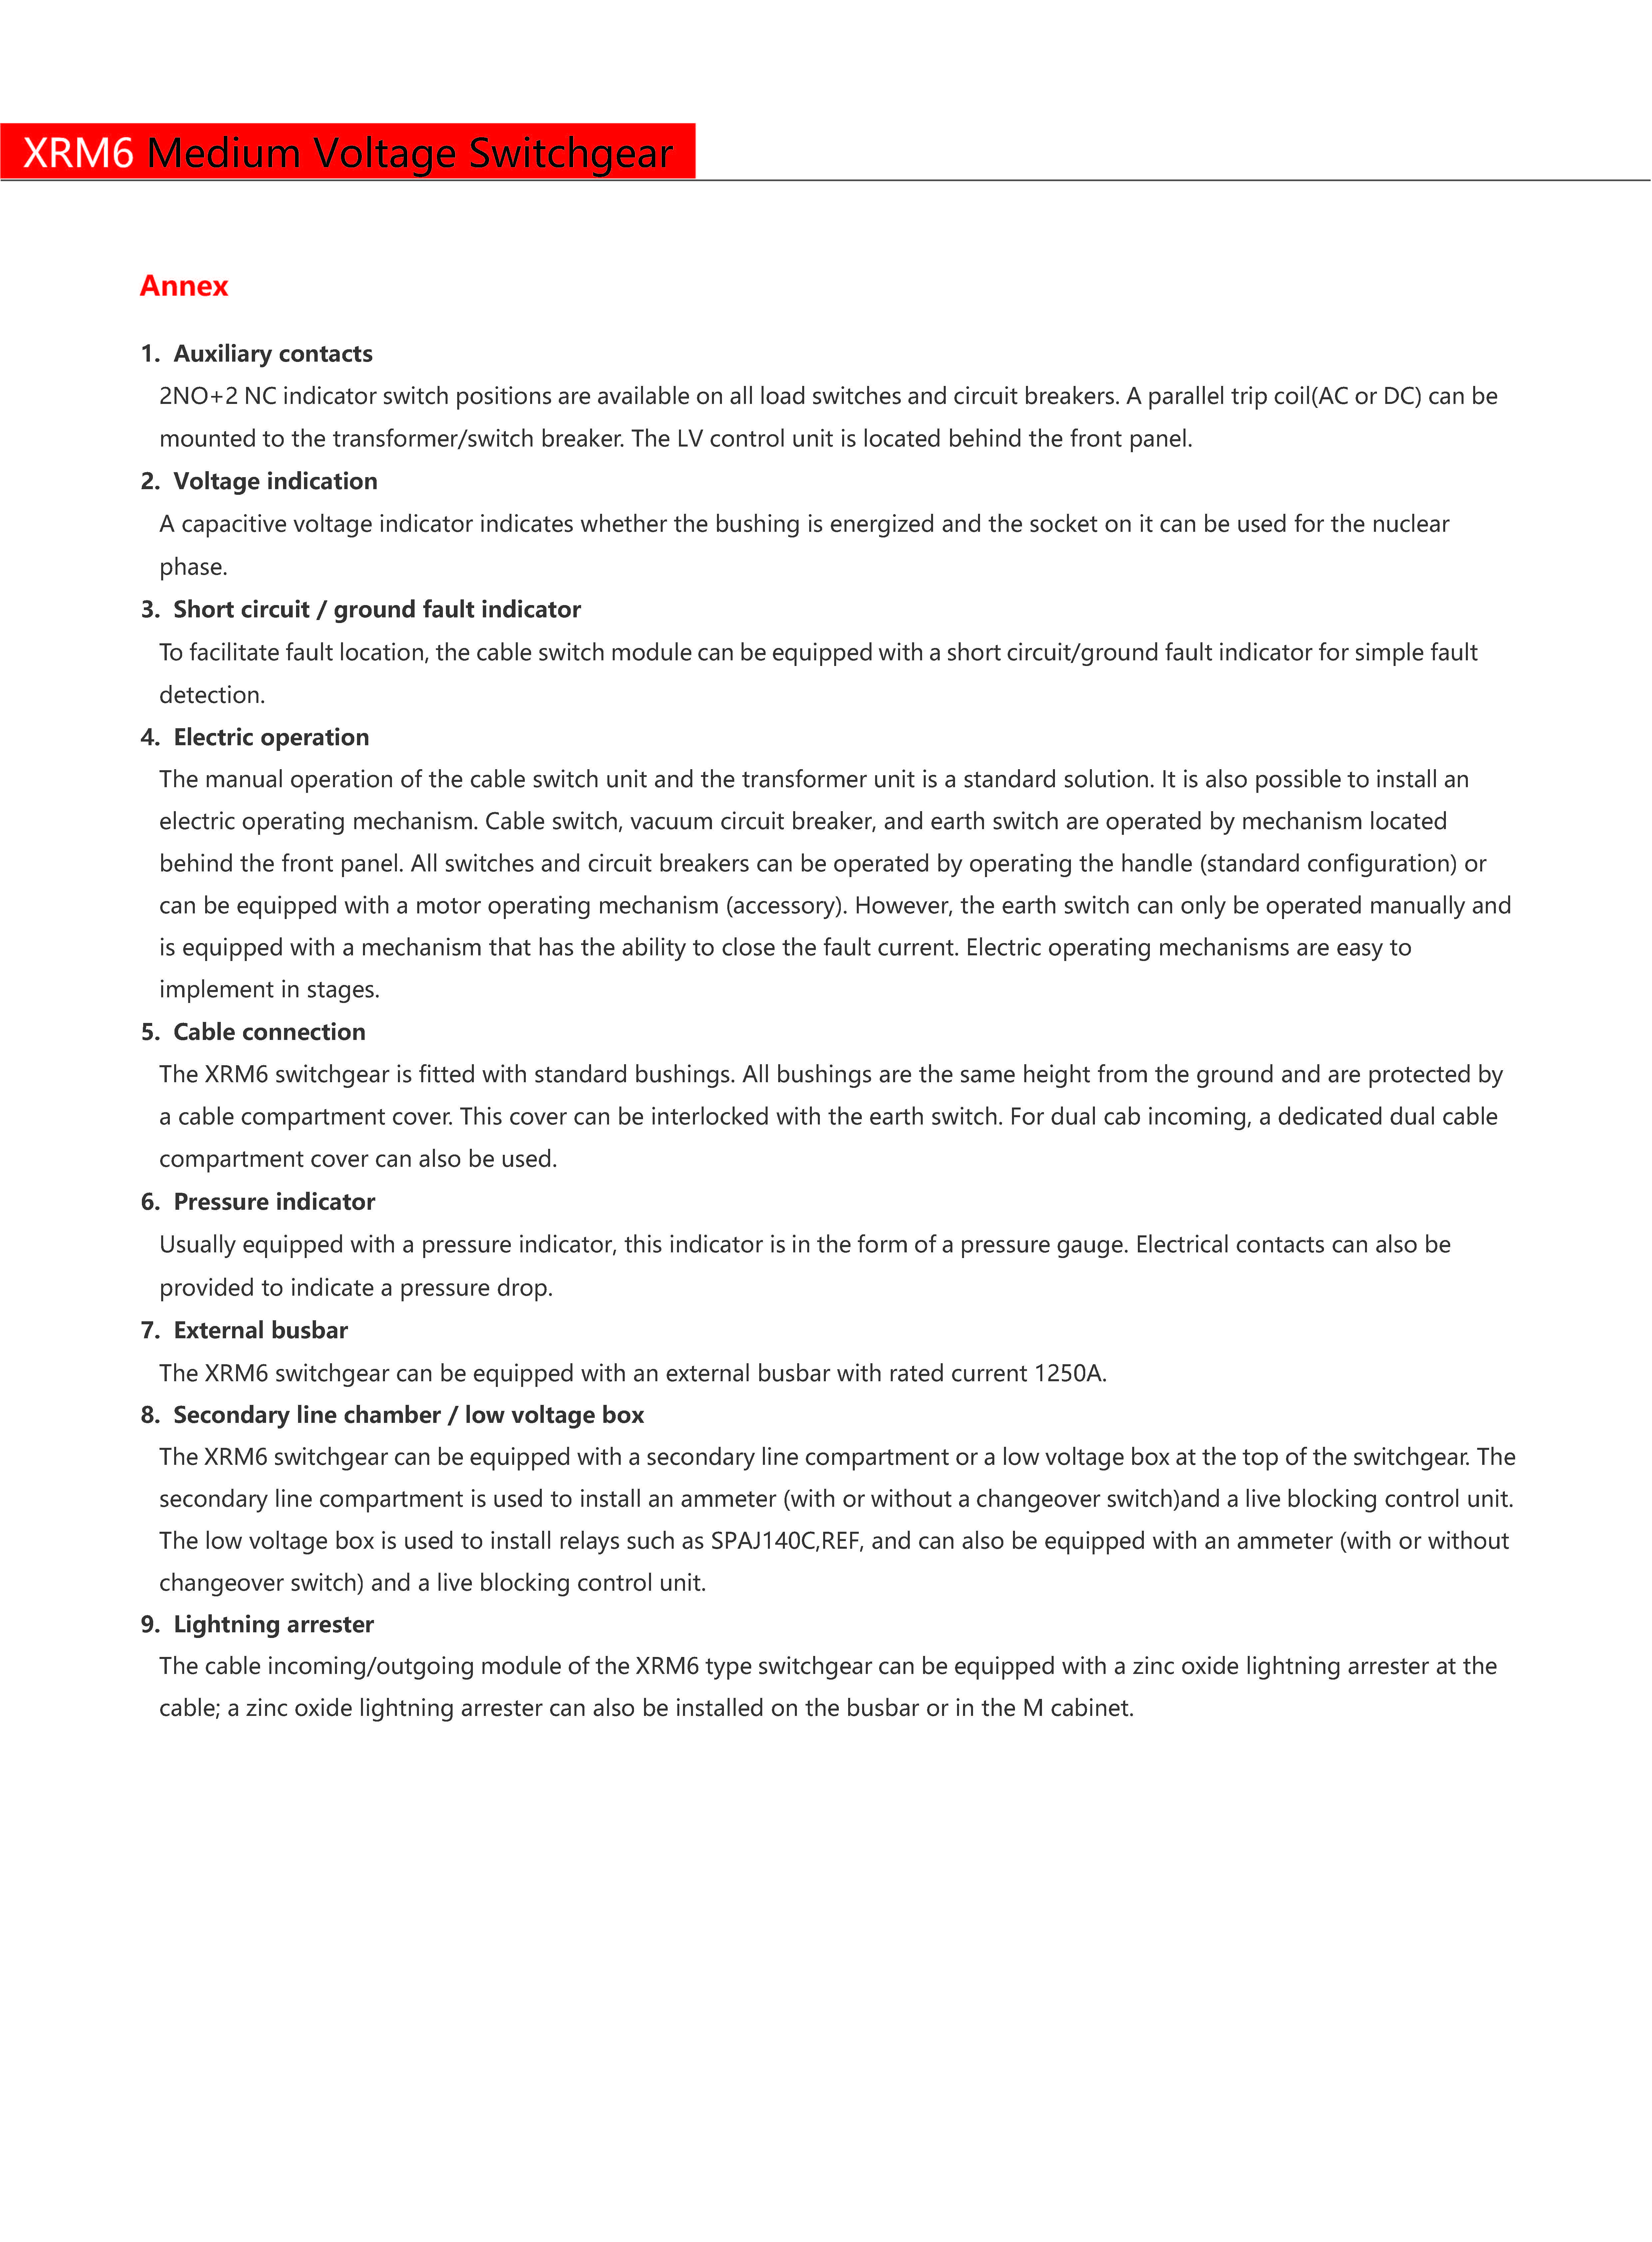 XRM6 Medium Voltage Switchgear
Annex
1. Auxiliary contacts
2NO+2 NC indicator switch positions are available on all load switches and circuit breakers. A parallel trip coil(AC or DC) can be
mounted to the transformer/switch breaker. The LV control unit is located behind the front panel.
2. Voltage indication
A capacitive voltage indicator indicates whether the bushing is energized and the socket on it can be used for the nuclear
phase.
3. Short circuit / ground fault indicator
To facilitate fault location, the cable switch module can be equipped with a short circuit/ground fault indicator for simple fault
detection.
4. Electric operation
The manual operation of the cable switch unit and the transformer unit is a standard solution. It is also possible to install an
electric operating mechanism. Cable switch, vacuum circuit breaker, and earth switch are operated by mechanism located
behind the front panel. All switches and circuit breakers can be operated by operating the handle (standard configuration) or
can be equipped with a motor operating mechanism (accessory). However, the earth switch can only be operated manually and
is equipped with a mechanism that has the ability to close the fault current. Electric operating mechanisms are easy to
implement in stages.
5. Cable connection
The XRM6 switchgear is fitted with standard bushings. All bushings are the same height from the ground and are protected by
a cable compartment cover. This cover can be interlocked with the earth switch. For dual cab incoming, a dedicated dual cable
compartment cover can also be used.
6. Pressure indicator
Usually equipped with a pressure indicator, this indicator is in the form of a pressure gauge. Electrical contacts can also be
provided to indicate a pressure drop.
7. External busbar
The XRM6 switchgear can be equipped with an external busbar with rated current 1250A.
8. Secondary line chamber / low voltage box
The XRM6 switchgear can be equipped with a secondary line compartment or a low voltage box at the top of the switchgear. The
secondary line compartment is used to install an ammeter (with or without a changeover switch)and a live blocking control unit.
The low voltage box is used to install relays such as SPAJ140C,REF, and can also be equipped with an ammeter (with or without
changeover switch) and a live blocking control unit.
9. Lightning arrester
The cable incoming/outgoing module of the XRM6 type switchgear can be equipped with a zinc oxide lightning arrester at the
cable; a zinc oxide lightning arrester can also be installed on the busbar or in the M cabinet.